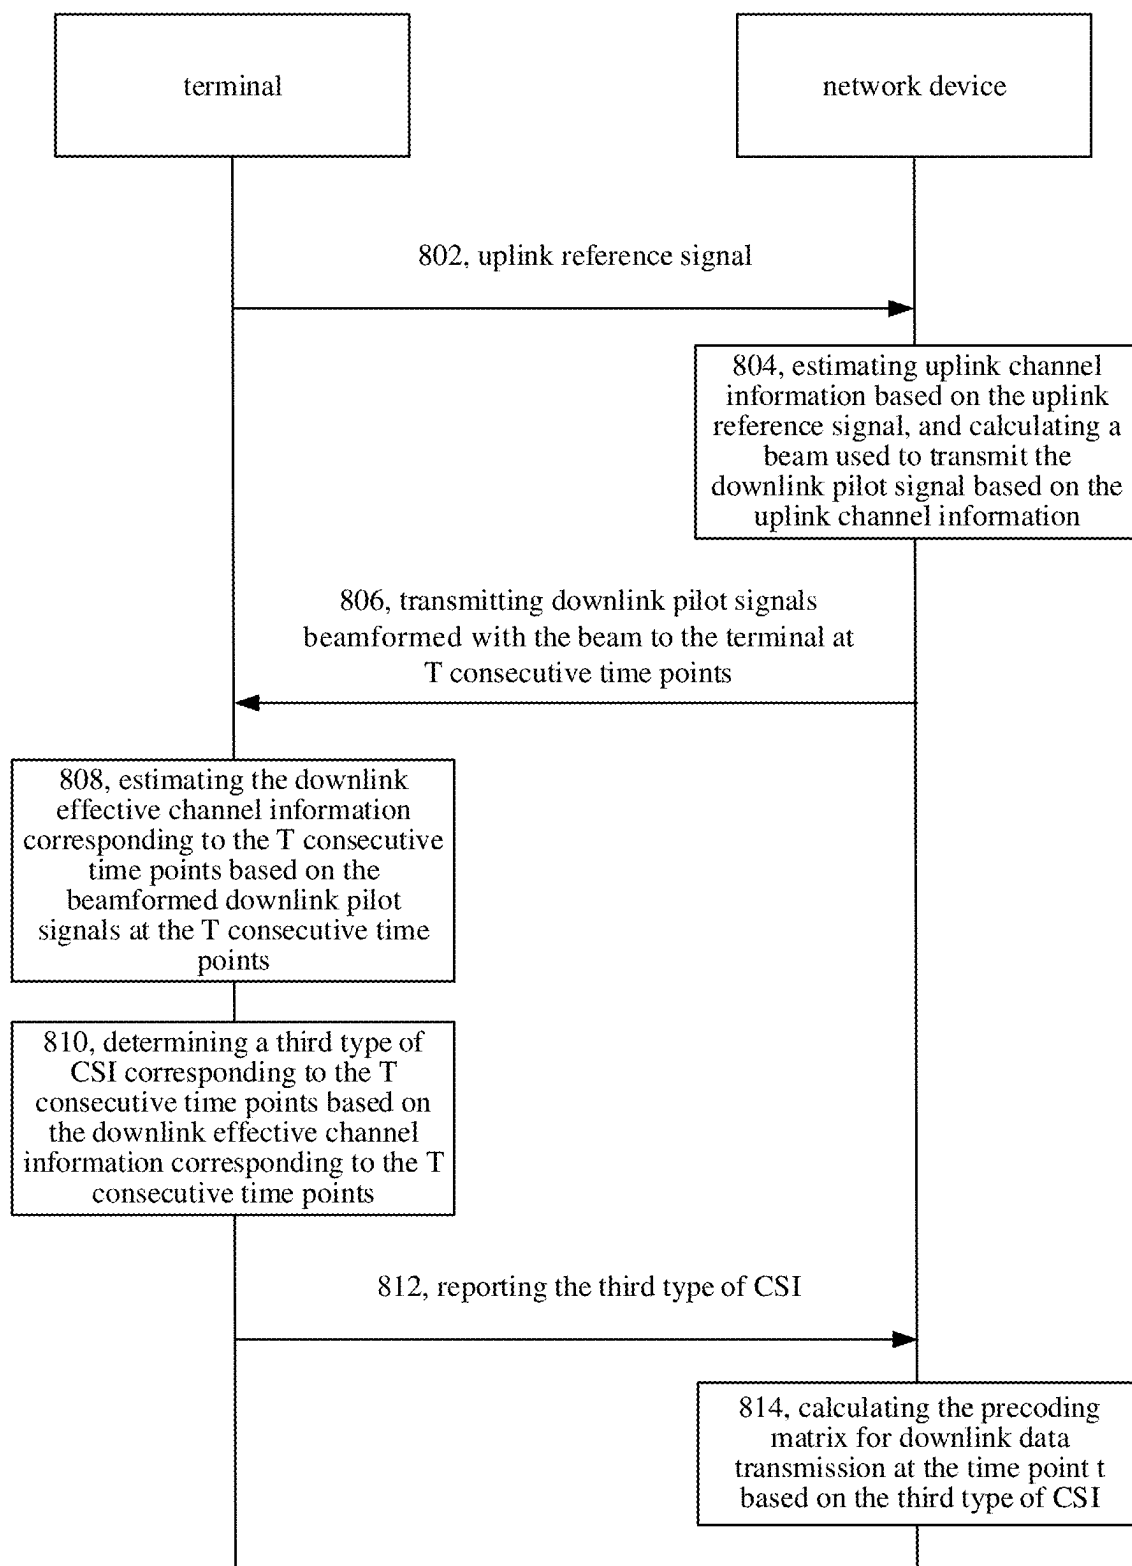 terminal
network device
802, uplink reference signal
804, estimating uplink channel
information based on the uplink
reference signal, and calculating a
beam used to transmit the
downlink pilot signal based on the
uplink channel information
806, transmitting downlink pilot signals
beamformed with the beam to the terminal at
T consecutive time points
808, estimating the downlink
effective channel information
corresponding to the T consecutive
time points based on the
beamformed downlink pilot
signals at the T consecutive time
points
810, determining a third type of
CSI corresponding to the T
consecutive time points based on
the downlink effective channel
information corresponding to the T
consecutive time points
812, reporting the third type of CSI
814, calculating the precoding
matrix for downlink data
transmission at the time point t
based on the third type of CSI